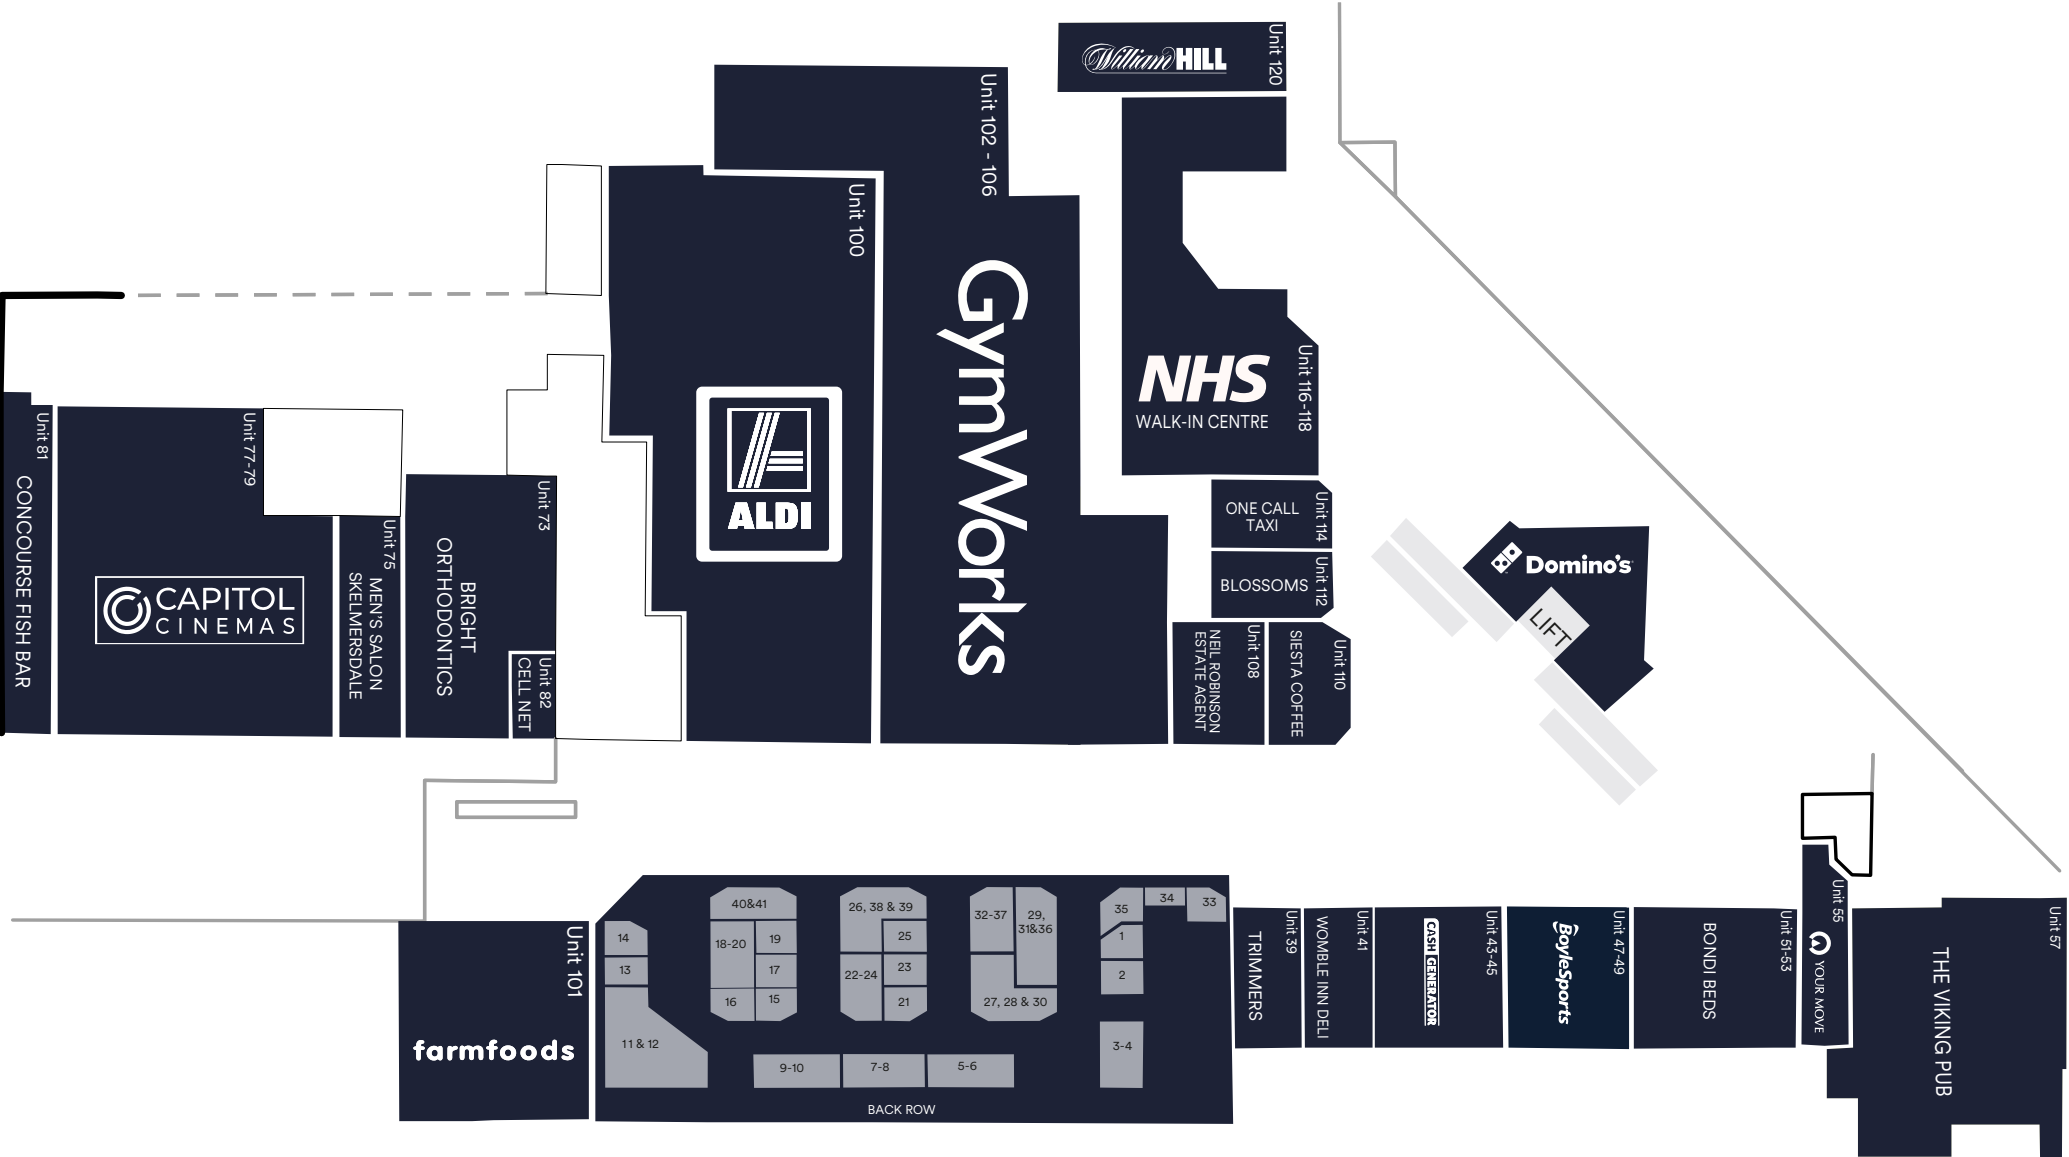 William HILL
Unit 120
Unit 102 - 106
GymWorks
Unit 100
ALDI
NHS
WALK-IN CENTRE
Unit 116-118
ONE CALL
TAXI
Unit 114
BLOSSOMS
Unit 112
NEIL ROBINSON
ESTATE AGENT
Unit 108
SIESTA COFFEE
Unit 110
Domino's
LIFT
Unit 81
CONCOURSE FISH BAR
Unit 77-79
CAPITOL
CINEMAS
Unit 75
MEN'S SALON
SKELMERSDALE
Unit 73
BRIGHT
ORTHODONTICS
Unit 82
CELL NET
Unit 101
farmfoods
14
13
11 & 12
40&41
18-20
19
17
16
15
26, 38 & 39
25
22-24
23
21
32-37
29,
31&36
27, 28 & 30
35
34
33
1
2
3-4
9-10
7-8
5-6
BACK ROW
Unit 39
TRIMMERS
Unit 41
WOMBLE INN DELI
Unit 43-45
CASH GENERATOR
Unit 47-49
BoyleSports
Unit 51-53
BONDI BEDS
Unit 55
YOUR MOVE
Unit 57
THE VIKING PUB